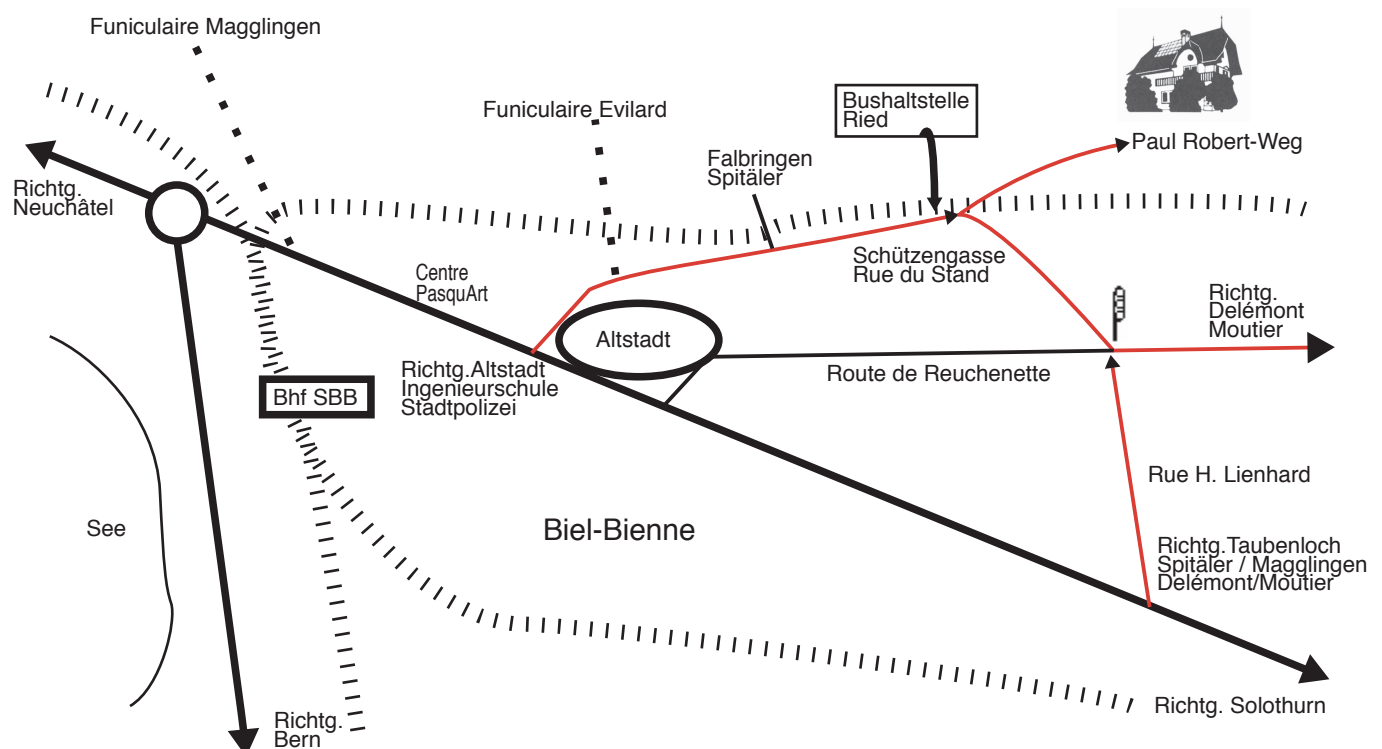 Funiculaire Magglingen
Funiculaire Evilard
Bushaltstelle
Ried
Paul Robert-Weg
Falbringen
Spitäler
Richtg.
Neuchâtel
Schützengasse
Rue du Stand
Centre
PasquArt
Richtg.
Delémont
Moutier
Altstadt
Richtg.Altstadt
Ingenieurschule
Stadtpolizei
Route de Reuchenette
Bhf SBB
Rue H. Lienhard
See
Biel-Bienne
Richtg.Taubenloch
Spitäler / Magglingen
Delémont/Moutier
Richtg. Solothurn
Richtg.
Bern